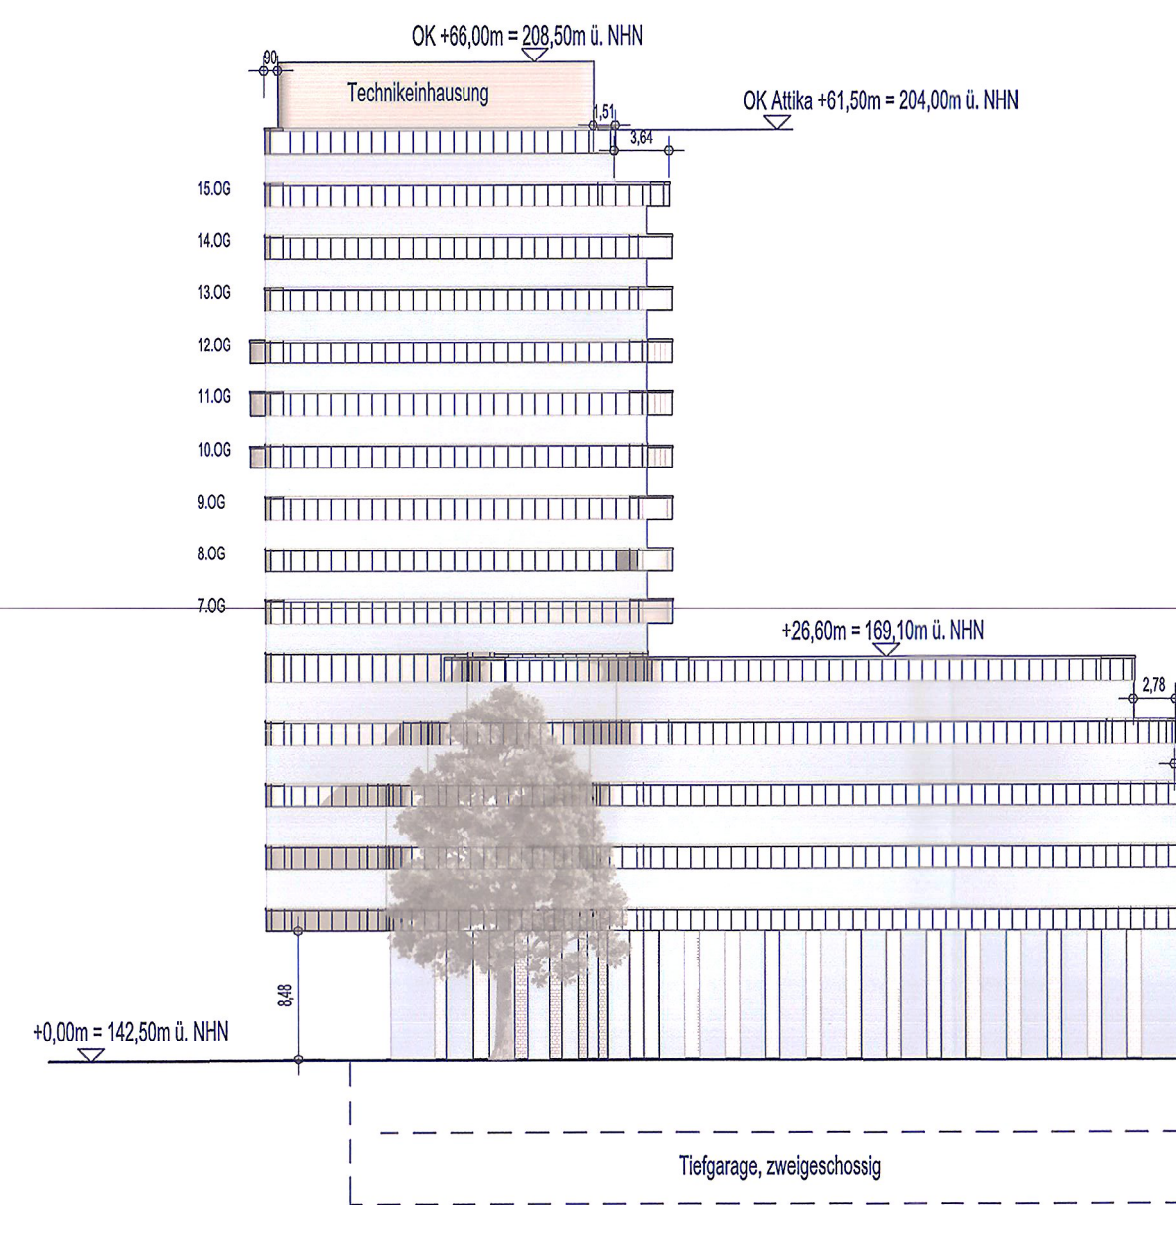 OK +66,00m = 208,50m ü. NHN
90
Technikeinhausung
OK Attika +61,50m = 204,00m ü. NHN
1,51
3,64
15.OG
14.OG
13.OG
12.OG
11.OG
10.OG
9.OG
8.OG
7.OG
+26,60m = 169,10m ü. NHN
2,78
8,48
+0,00m = 142,50m ü. NHN
Tiefgarage, zweigeschossig